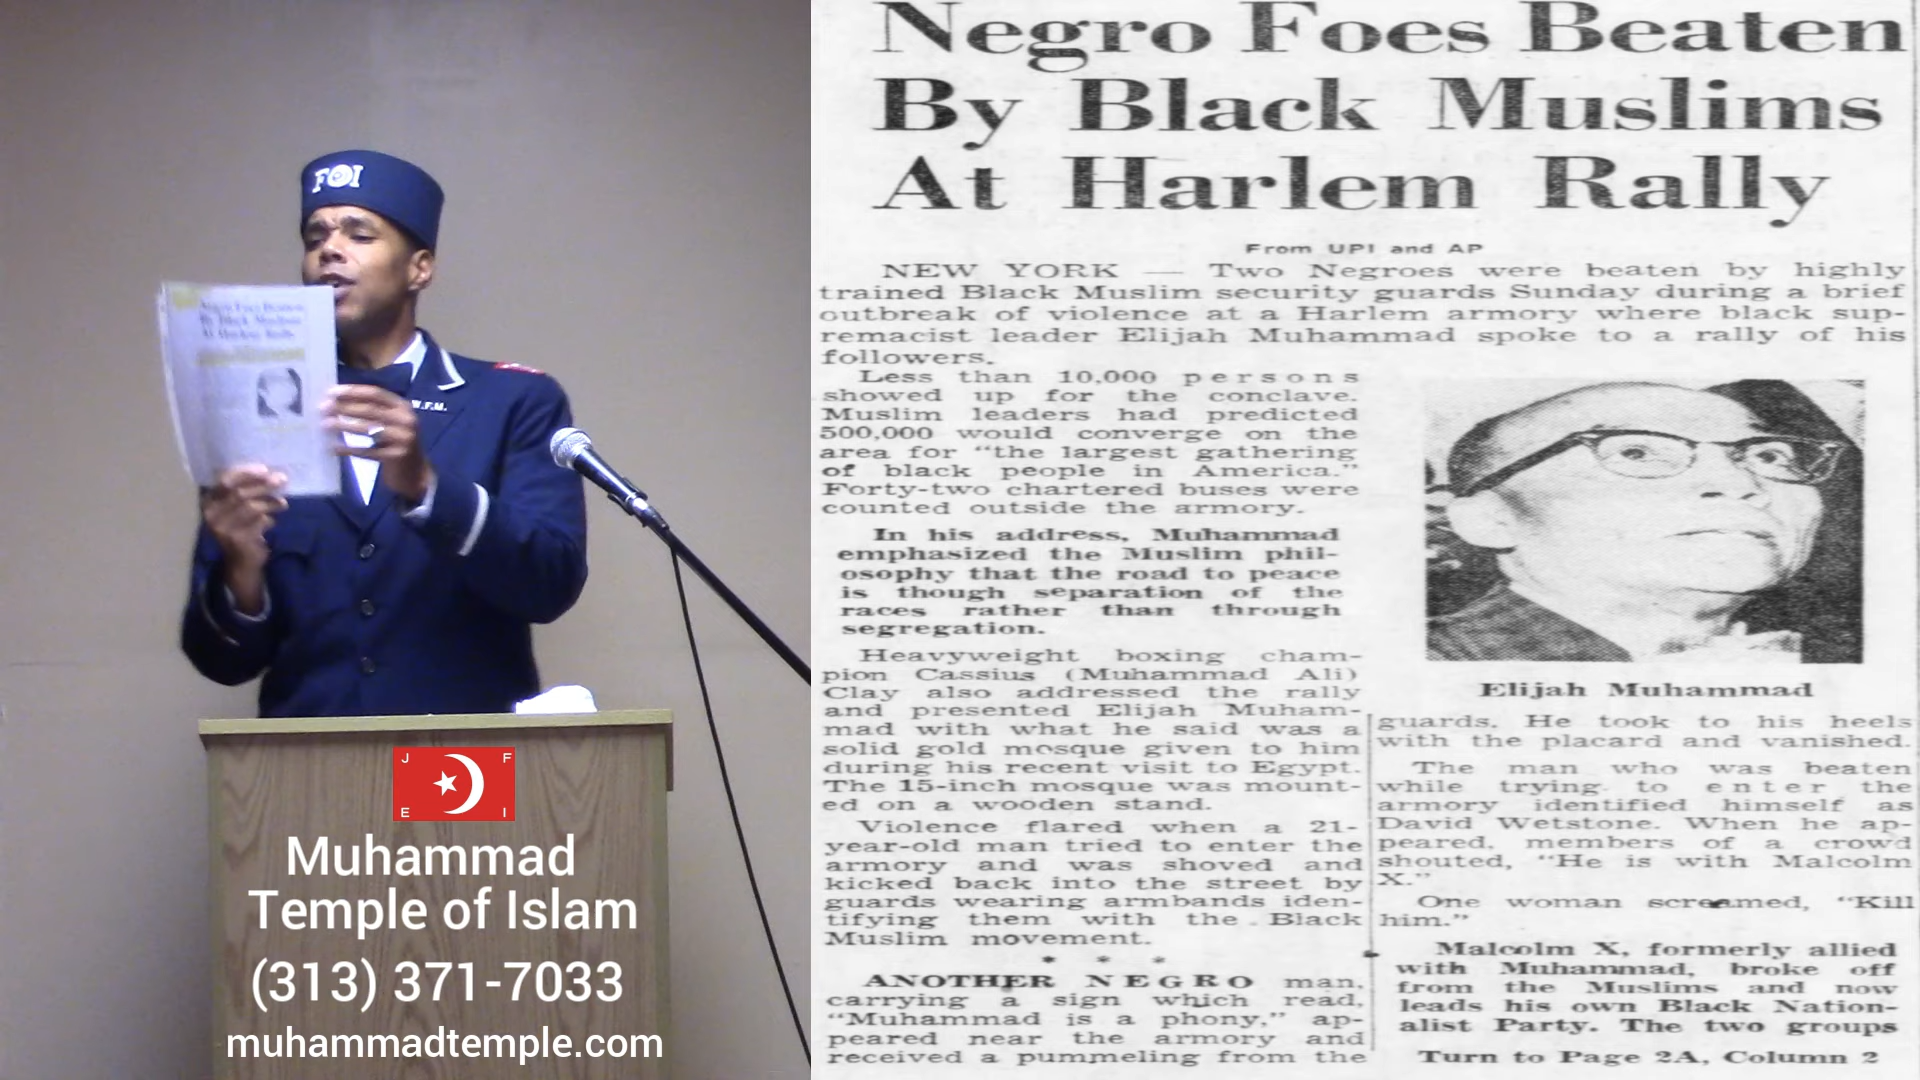 FOI
W.F.M.
Negro Foes Beaten
By Black Muslims
At Harlem Rally
J F
E I
Muhammad
Temple of Islam
(313) 371-7033
muhammadtemple.com
Negro Foes Beaten
By Black Muslims
At Harlem Rally
From UPI and AP
NEW YORK — Two Negroes were beaten by highly
trained Black Muslim security guards Sunday during a brief
outbreak of violence at a Harlem armory where black sup-
remacist leader Elijah Muhammad spoke to a rally of his
followers.
Less than 10,000 persons
showed up for the conclave.
Muslim leaders had predicted
500,000 would converge on the
area for "the largest gathering
of black people in America."
Forty-two chartered buses were
counted outside the armory.
In his address, Muhammad
emphasized the Muslim phil-
osophy that the road to peace
is though separation of the
races rather than through
segregation.
Heavyweight boxing cham-
pion Cassius (Muhammad Ali)
Clay also addressed the rally
and presented Elijah Muham-
mad with what he said was a
solid gold mosque given to him
during his recent visit to Egypt.
The 15-inch mosque was mount-
ed on a wooden stand.
Violence flared when a 21-
year-old man tried to enter the
armory and was shoved and
kicked back into the street by
guards wearing armbands iden-
tifying them with the Black
Muslim movement.
* * *
ANOTHER NEGRO man,
carrying a sign which read,
"Muhammad is a phony," ap-
peared near the armory and
received a pummeling from the
Elijah Muhammad
guards. He took to his heels
with the placard and vanished.
The man who was beaten
while trying to enter the
armory identified himself as
David Wetstone. When he ap-
peared, members of a crowd
shouted, "He is with Malcolm
X."
One woman screamed, "Kill
him."
Malcolm X, formerly allied
with Muhammad, broke off
from the Muslims and now
leads his own Black Nation-
alist Party. The two groups
Turn to Page 2A, Column 2